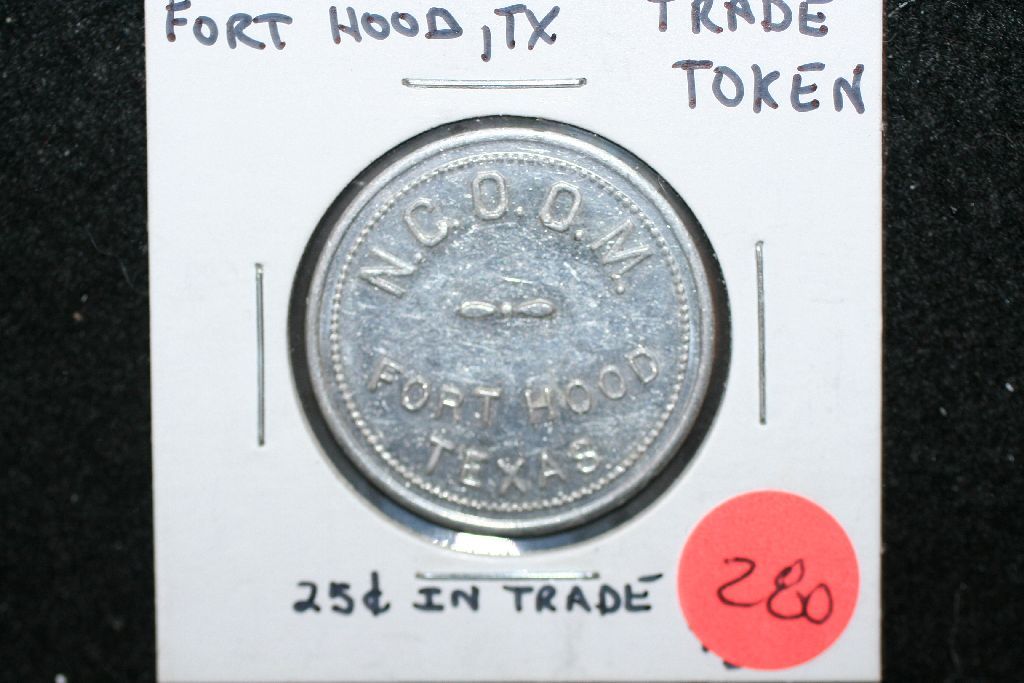 FORT HOOD, TX TRADE
TOKEN
N.C.O.O.M.
FORT HOOD
TEXAS
25¢ IN TRADE
280